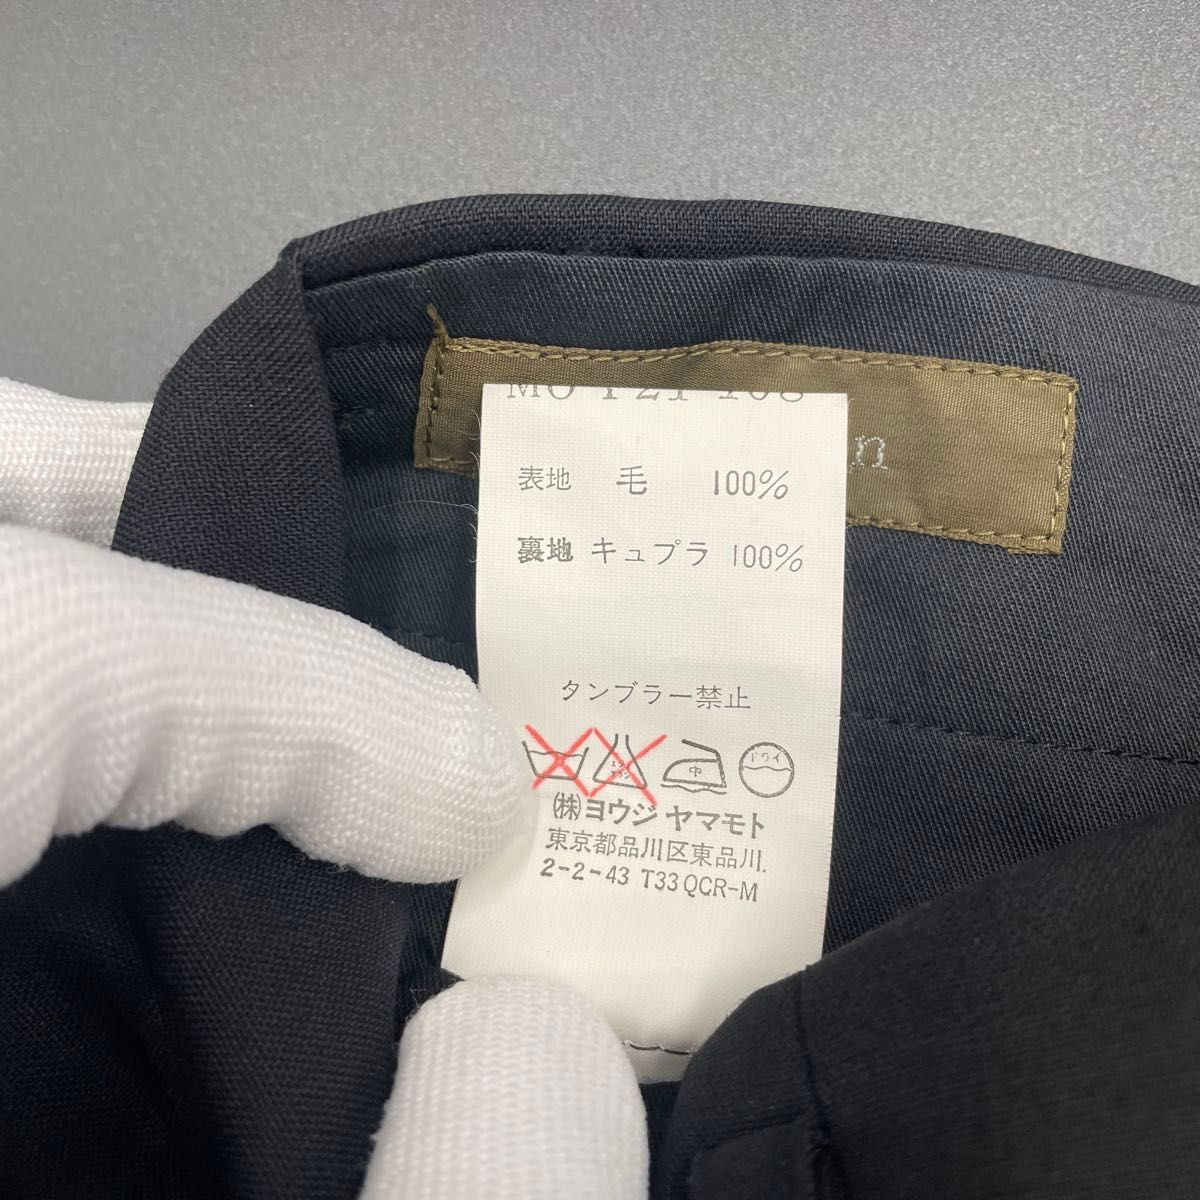 表地 毛 100%
裏地 キュプラ 100%
タンブラー禁止
中
ドライ
(株)ヨウジヤマモト
東京都品川区東品川.
2-2-43 T33QCR-M
n